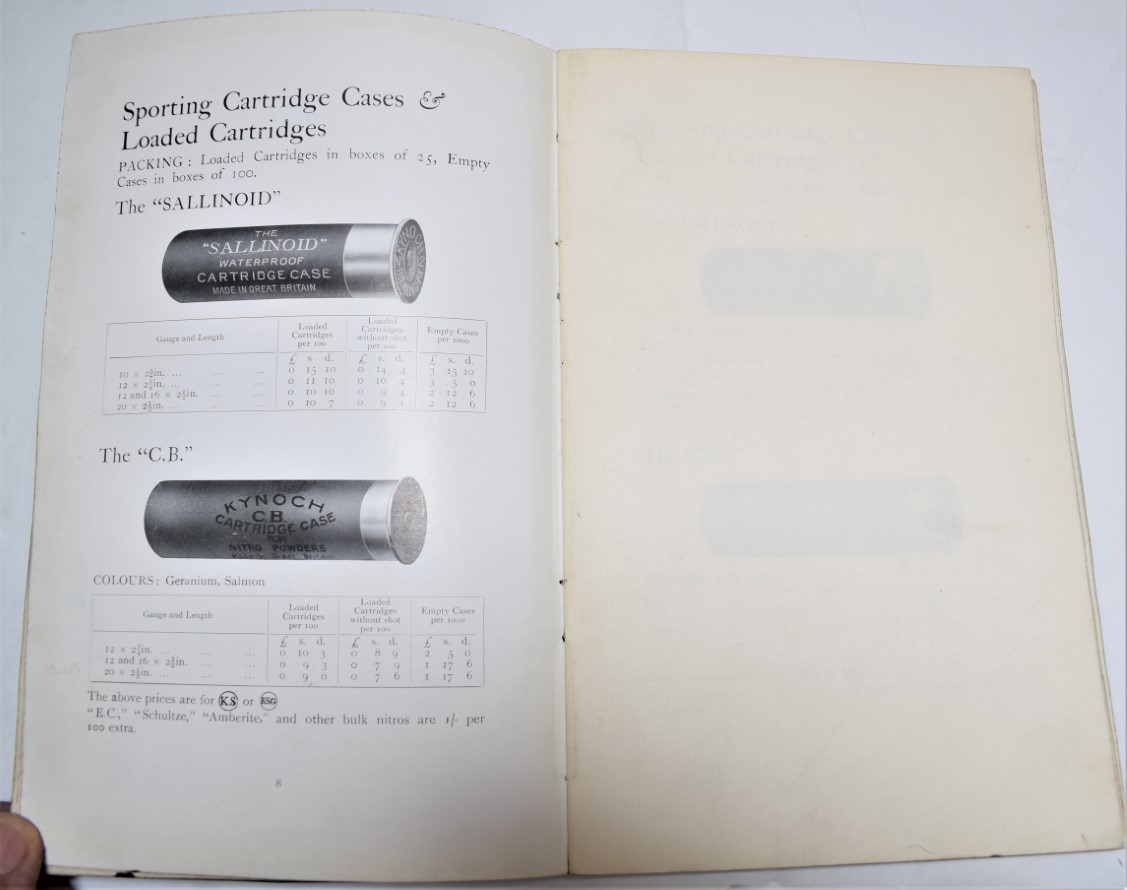 Sporting Cartridge Cases &
Loaded Cartridges
PACKING: Loaded Cartridges in boxes of 25, Empty
Cases in boxes of 100.
The "SALLINOID"
THE
"SALLINOID"
WATERPROOF
CARTRIDGE CASE
MADE IN GREAT BRITAIN
KYNOCH
Gauge and Length
Loaded
Cartridges
per 100
Loaded
Cartridges
without shot
per 100
Empty Cases
per 1000
£ s d. £ s. d. £ s. d.
10 × in. ... ... ... 0 15 10 0 14 4 3 15 10
12 × in. ... ... ... 0 11 10 0 10 4 3 5 0
12 and 16 × 2½in. ... ... 0 10 10 0 9 4 2 12 6
20 × 2½in. ... ... ... 0 10 7 0 9 1 2 12 6
The "C.B."
KYNOCH
C.B.
CARTRIDGE CASE
FOR
NITRO POWDERS
Made in Great Britain
COLOURS: Geranium, Salmon
Gauge and Length
Loaded
Cartridges
per 100
Loaded
Cartridges
without shot
per 100
Empty Cases
per 1000
£ s. d. £ s. d. £ s. d.
12 × in. ... ... ... 0 10 3 0 8 9 2 5 0
12 and 16 × 2½in. ... ... 0 9 3 0 7 9 1 17 6
20 × 2½in. ... ... ... 0 9 0 0 7 6 1 17 6
The above prices are for KS or KSG
"E.C.," "Schultze," "Amberite," and other bulk nitros are 1/- per
100 extra.
8